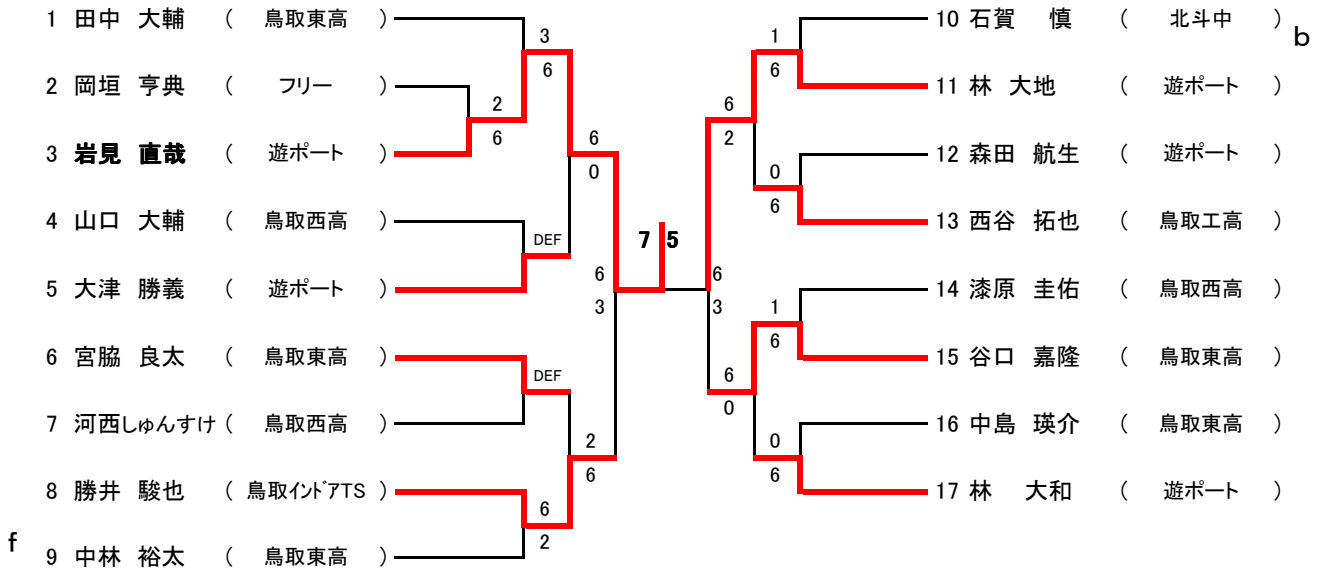 1 田中 大輔 ( 鳥取東高 )
3
6
2 岡垣 亨典 ( フリー )
2
6
3 岩見 直哉 ( 遊ポート )
6
0
4 山口 大輔 ( 鳥取西高 )
DEF
5 大津 勝義 ( 遊ポート )
6
3
6 宮脇 良太 ( 鳥取東高 )
DEF
7 河西しゅんすけ ( 鳥取西高 )
2
6
8 勝井 駿也 ( 鳥取インドアTS )
6
2
f
9 中林 裕太 ( 鳥取東高 )
7 5
10 石賀 慎 ( 北斗中 )
b
1
6
11 林 大地 ( 遊ポート )
6
2
12 森田 航生 ( 遊ポート )
0
6
13 西谷 拓也 ( 鳥取工高 )
6
3
14 漆原 圭佑 ( 鳥取西高 )
1
6
15 谷口 嘉隆 ( 鳥取東高 )
6
0
16 中島 瑛介 ( 鳥取東高 )
0
6
17 林 大和 ( 遊ポート )